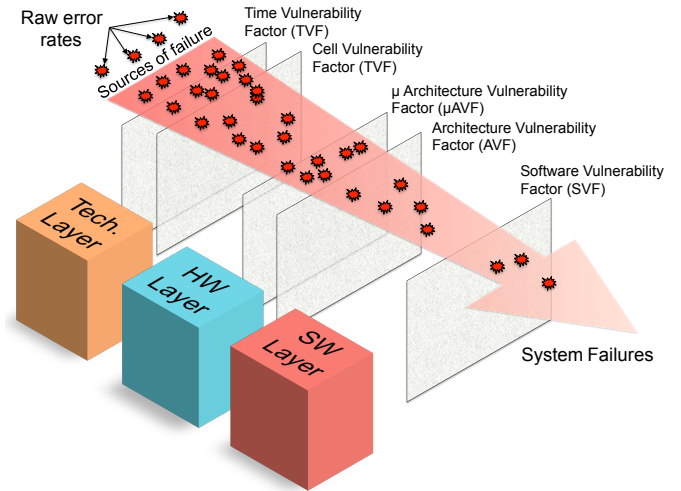 Raw error
rates
Sources of failure
Time Vulnerability
Factor (TVF)
Cell Vulnerability
Factor (TVF)
µ Architecture Vulnerability
Factor (µAVF)
Architecture Vulnerability
Factor (AVF)
Software Vulnerability
Factor (SVF)
Tech.
Layer
HW
Layer
SW
Layer
System Failures